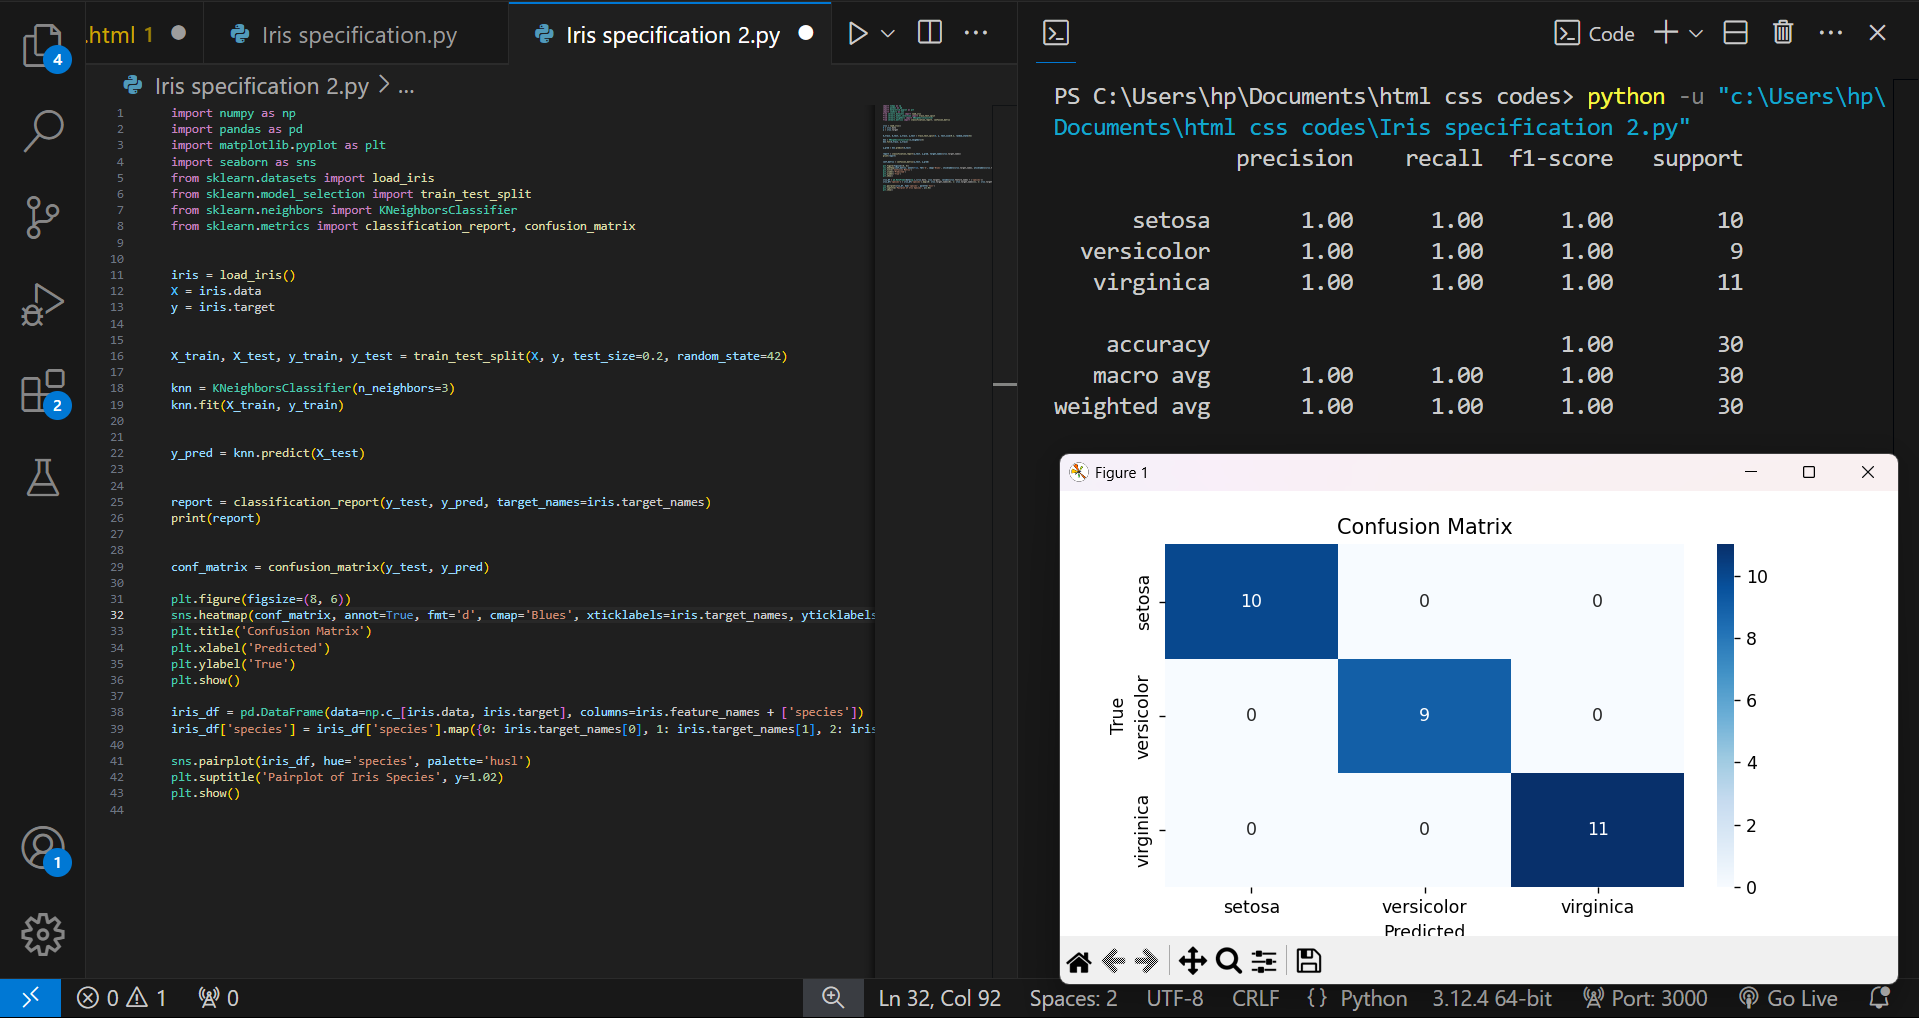 .html 1
Iris specification.py
Iris specification 2.py
Iris specification 2.py > ...
1 import numpy as np
2 import pandas as pd
3 import matplotlib.pyplot as plt
4 import seaborn as sns
5 from sklearn.datasets import load_iris
6 from sklearn.model_selection import train_test_split
7 from sklearn.neighbors import KNeighborsClassifier
8 from sklearn.metrics import classification_report, confusion_matrix
9
10
11 iris = load_iris()
12 X = iris.data
13 y = iris.target
14
15
16 X_train, X_test, y_train, y_test = train_test_split(X, y, test_size=0.2, random_state=42)
17
18 knn = KNeighborsClassifier(n_neighbors=3)
19 knn.fit(X_train, y_train)
20
21
22 y_pred = knn.predict(X_test)
23
24
25 report = classification_report(y_test, y_pred, target_names=iris.target_names)
26 print(report)
27
28
29 conf_matrix = confusion_matrix(y_test, y_pred)
30
31 plt.figure(figsize=(8, 6))
32 sns.heatmap(conf_matrix, annot=True, fmt='d', cmap='Blues', xticklabels=iris.target_names, yticklabels
33 plt.title('Confusion Matrix')
34 plt.xlabel('Predicted')
35 plt.ylabel('True')
36 plt.show()
37
38 iris_df = pd.DataFrame(data=np.c_[iris.data, iris.target], columns=iris.feature_names + ['species'])
39 iris_df['species'] = iris_df['species'].map({0: iris.target_names[0], 1: iris.target_names[1], 2: iris
40
41 sns.pairplot(iris_df, hue='species', palette='husl')
42 plt.suptitle('Pairplot of Iris Species', y=1.02)
43 plt.show()
44
4
2
1
Code
PS C:\Users\hp\Documents\html css codes> python -u "c:\Users\hp\
Documents\html css codes\Iris specification 2.py"
precision recall f1-score support
setosa 1.00 1.00 1.00 10
versicolor 1.00 1.00 1.00 9
virginica 1.00 1.00 1.00 11
accuracy 1.00 30
macro avg 1.00 1.00 1.00 30
weighted avg 1.00 1.00 1.00 30
Figure 1
Confusion Matrix
True
setosa
versicolor
virginica
10 0 0
0 9 0
0 0 11
setosa versicolor virginica
Predicted
10
8
6
4
2
0
0 1 0
Ln 32, Col 92 Spaces: 2 UTF-8 CRLF {} Python 3.12.4 64-bit Port: 3000 Go Live